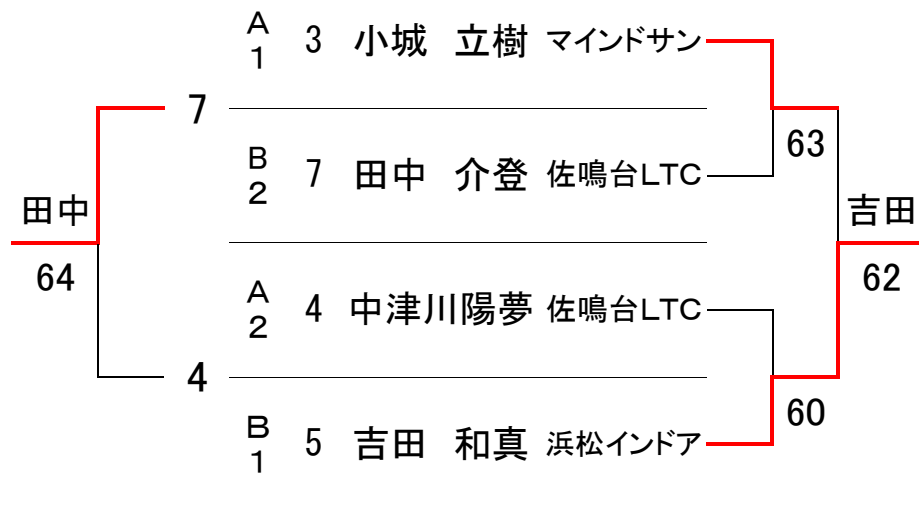 A
1 3 小城 立樹 マインドサン
7
63
B
2 7 田中 介登 佐鳴台LTC
田中 吉田
64 62
A
2 4 中津川陽夢 佐鳴台LTC
4
60
B
1 5 吉田 和真 浜松インドア